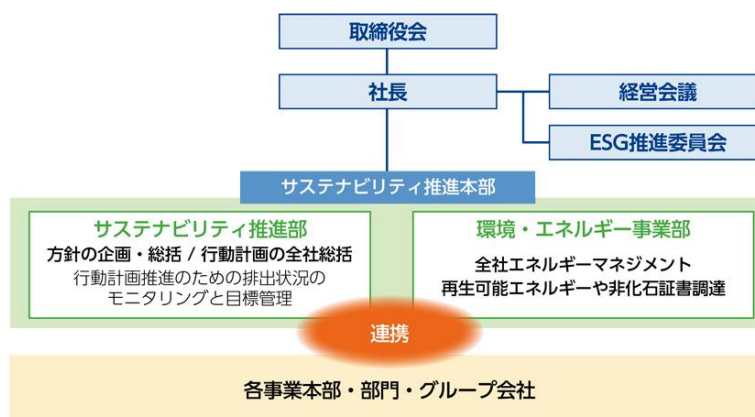 取締役会
社長
経営会議
ESG推進委員会
サステナビリティ推進本部
サステナビリティ推進部
方針の企画・総括 / 行動計画の全社総括
行動計画推進のための排出状況の
モニタリングと目標管理
環境・エネルギー事業部
全社エネルギーマネジメント
再生可能エネルギーや非化石証書調達
連携
各事業本部・部門・グループ会社